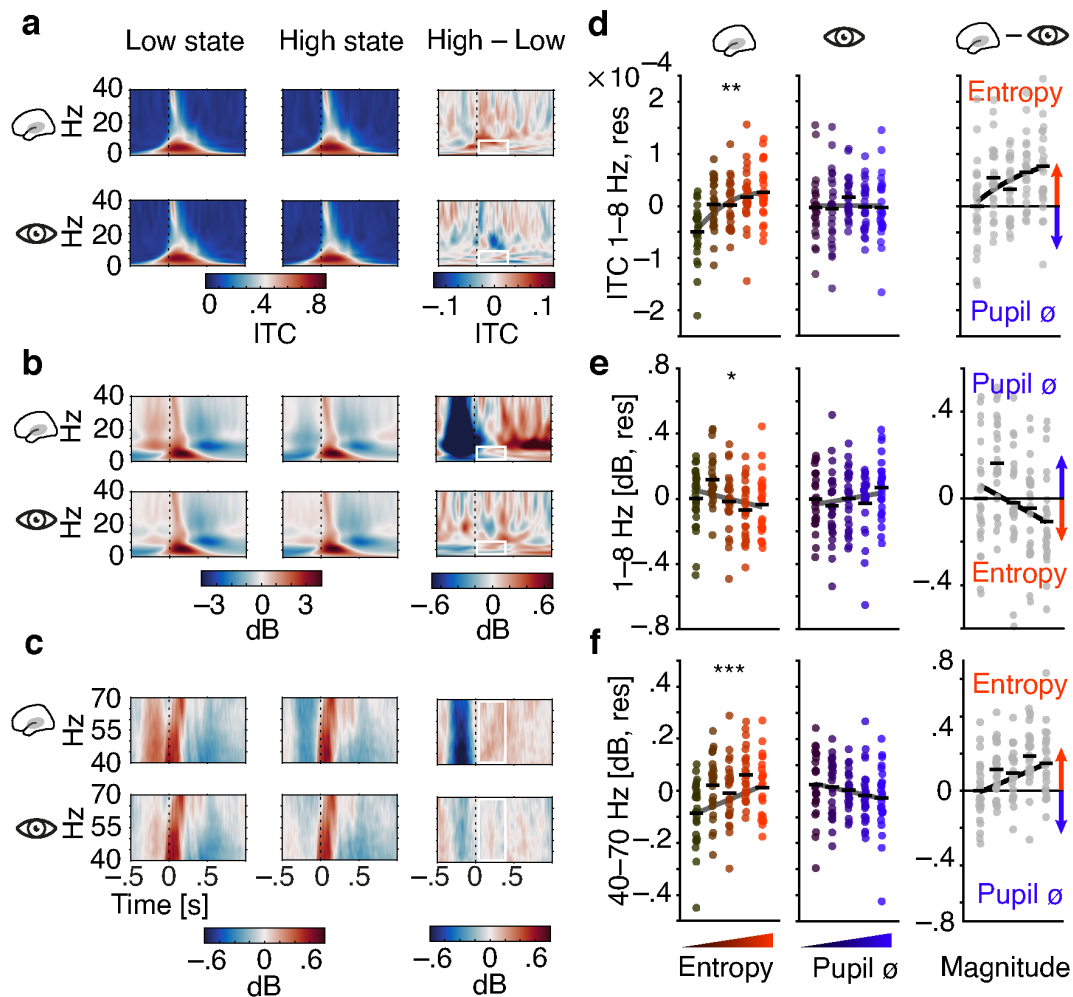 a
Low state
High state
High – Low
40
20
0
Hz
40
20
0
Hz
0 .4 .8
ITC
–.1 0 .1
ITC
b
40
20
0
Hz
40
20
0
Hz
–3 0 3
dB
–.6 0 .6
dB
c
70
55
40
Hz
70
55
40
Hz
–.5 0 .5
0 .5
0 .5
Time [s]
–.6 0 .6
dB
–.6 0 .6
dB
d
×10
–4
2
1
0
–1
–2
ITC 1–8 Hz, res
**
–
Entropy
Pupil ø
e
.8
.4
0
–.4
–.8
1–8 Hz [dB, res]
*
.4
0
–.4
Pupil ø
Entropy
f
.4
.2
0
–.2
–.4
40–70 Hz [dB, res]
***
0.8
0.4
0
–0.4
–0.8
Entropy
Pupil ø
Entropy
Pupil ø
Magnitude